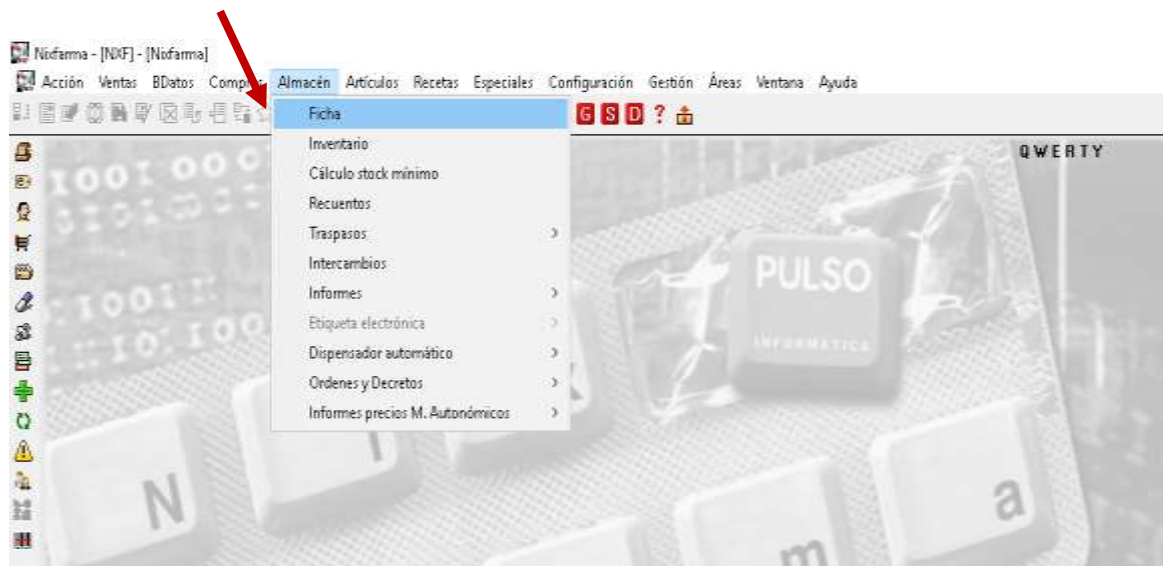 Nixfarma - [NXF] - [Nixfarma]
Acción Ventas BDatos Compras Almacén Artículos Recetas Especiales Configuración Gestión Áreas Ventana Ayuda
G S D ?
Ficha
Inventario
Cálculo stock mínimo
Recuentos
Traspasos
Intercambios
Informes
Etiqueta electrónica
Dispensador automático
Ordenes y Decretos
Informes precios M. Autonómicos
QWERTY
PULSO
INFORMATICA
N
i
x
a
m